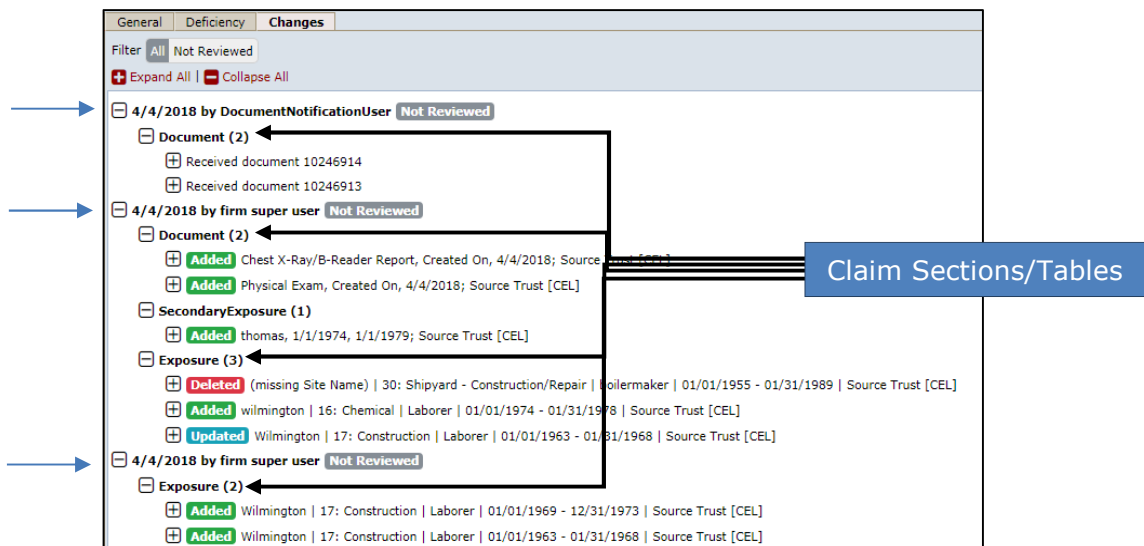 General Deficiency Changes
Filter All Not Reviewed
Expand All | Collapse All
4/4/2018 by DocumentNotificationUser Not Reviewed
Document (2)
Received document 10246914
Received document 10246913
4/4/2018 by firm super user Not Reviewed
Document (2)
Added Chest X-Ray/B-Reader Report, Created On, 4/4/2018; Source Trust [CEL]
Added Physical Exam, Created On, 4/4/2018; Source Trust [CEL]
SecondaryExposure (1)
Added thomas, 1/1/1974, 1/1/1979; Source Trust [CEL]
Exposure (3)
Deleted (missing Site Name) | 30: Shipyard - Construction/Repair | boilermaker | 01/01/1955 - 01/31/1989 | Source Trust [CEL]
Added wilmington | 16: Chemical | Laborer | 01/01/1974 - 01/31/1978 | Source Trust [CEL]
Updated Wilmington | 17: Construction | Laborer | 01/01/1963 - 01/31/1968 | Source Trust [CEL]
4/4/2018 by firm super user Not Reviewed
Exposure (2)
Added Wilmington | 17: Construction | Laborer | 01/01/1969 - 12/31/1973 | Source Trust [CEL]
Added Wilmington | 17: Construction | Laborer | 01/01/1963 - 01/31/1968 | Source Trust [CEL]
Claim Sections/Tables